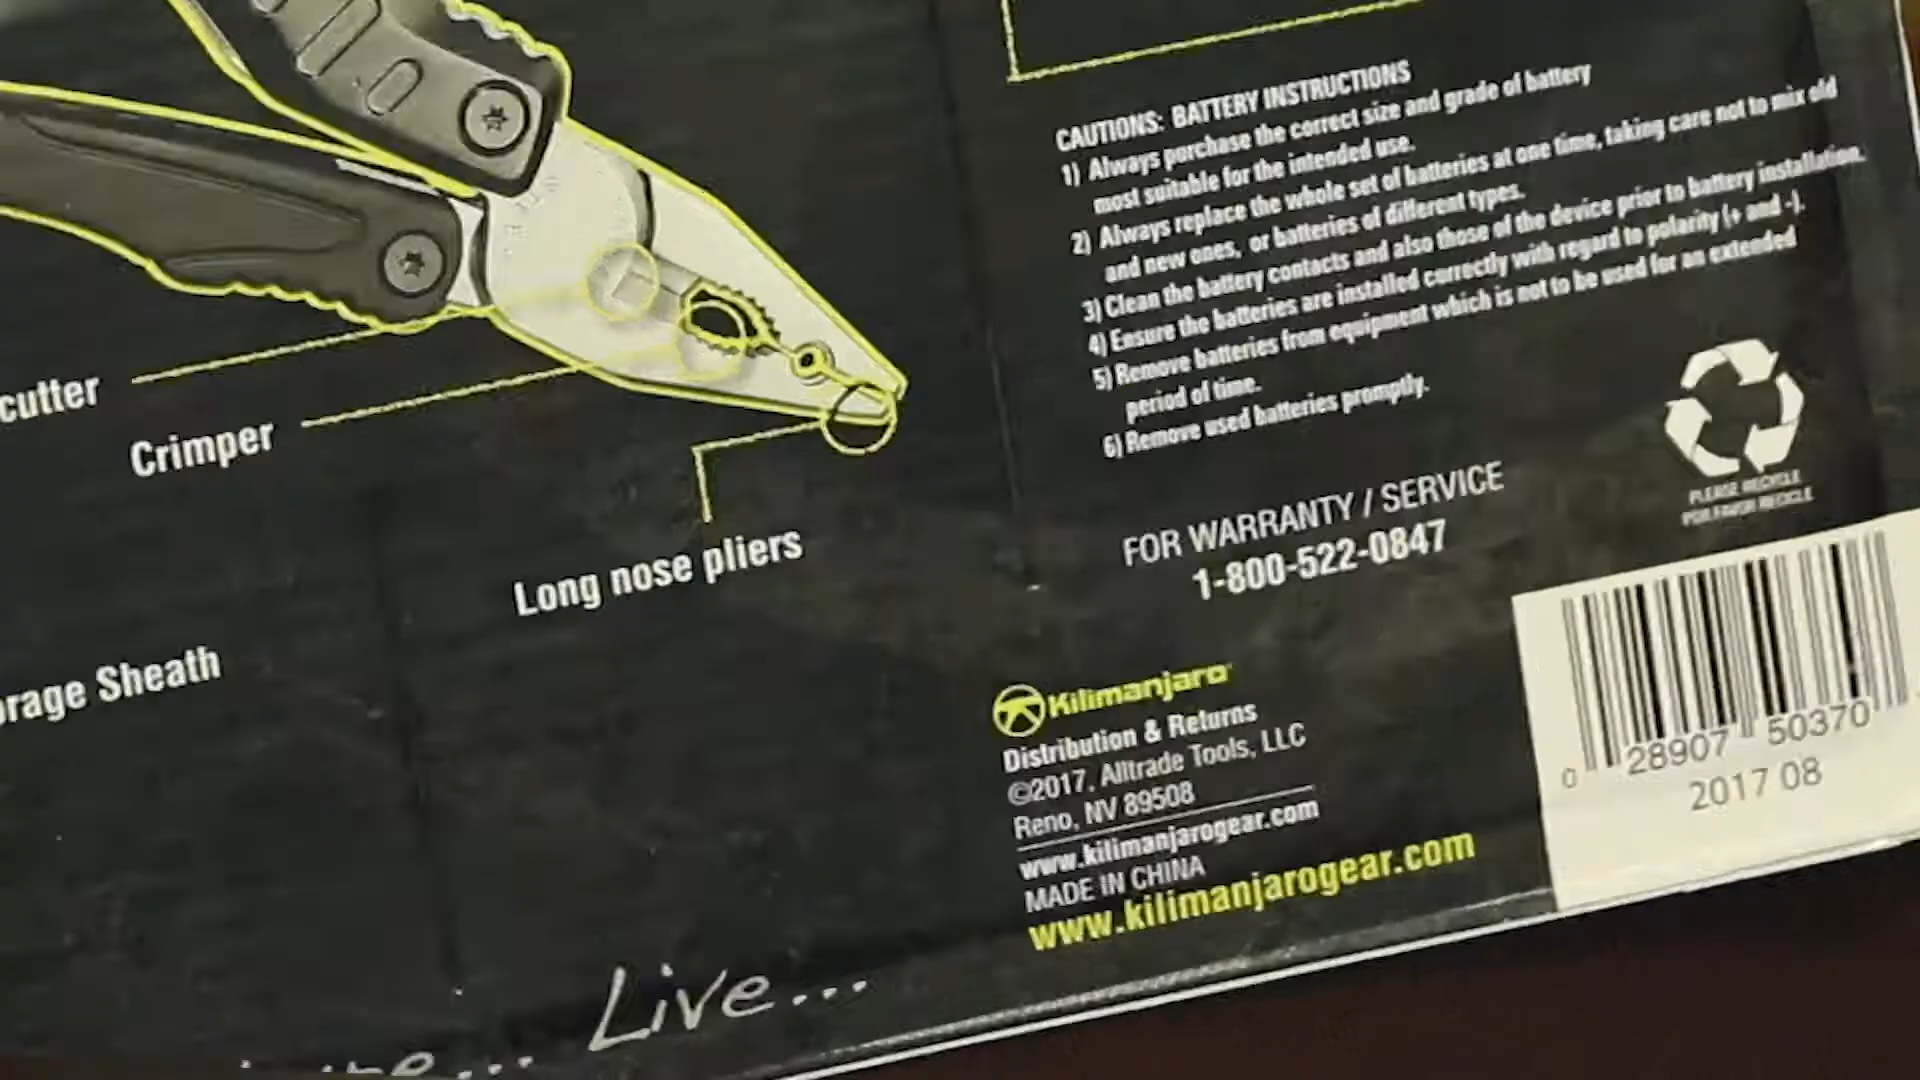 cutter
Crimper
Long nose pliers
Sheath
Live...
CAUTIONS: BATTERY INSTRUCTIONS
1) Always purchase the correct size and grade of battery
most suitable for the intended use.
2) Always replace the whole set of batteries at one time, taking care not to mix old
and new ones, or batteries of different types.
3) Clean the battery contacts and also those of the device prior to battery installation.
4) Ensure the batteries are installed correctly with regard to polarity (+ and -).
5) Remove batteries from equipment which is not to be used for an extended
period of time.
6) Remove used batteries promptly.
PLEASE RECYCLE
POR FAVOR RECICLE
FOR WARRANTY / SERVICE
1-800-522-0847
Kilimanjaro
Distribution & Returns
©2017, Alltrade Tools, LLC
Reno, NV 89508
www.kilimanjarogear.com
MADE IN CHINA
www.kilimanjarogear.com
0 28907 50370
2017 08